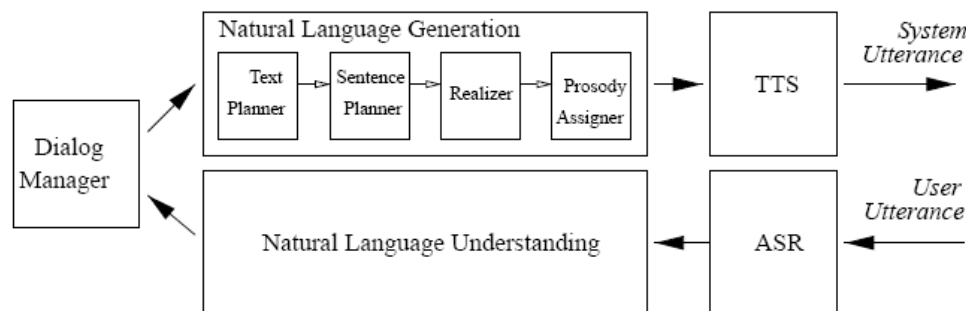 Natural Language Generation
Text
Planner
Sentence
Planner
Realizer
Prosody
Assigner
TTS
System
Utterance
Dialog
Manager
Natural Language Understanding
ASR
User
Utterance